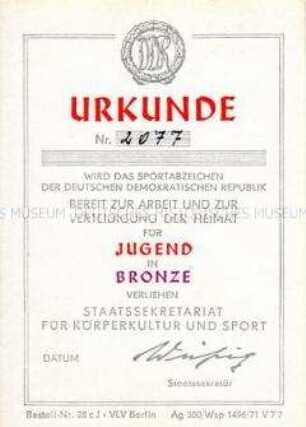 DDR
URKUNDE
Nr. 2077
WIRD DAS SPORTABZEICHEN
DER DEUTSCHEN DEMOKRATISCHEN REPUBLIK
BEREIT ZUR ARBEIT UND ZUR
VERTEIDIGUNG DER HEIMAT
FÜR
JUGEND
IN
BRONZE
VERLIEHEN
STAATSSEKRETARIAT
FÜR KÖRPERKULTUR UND SPORT
DATUM
Staatssekretär
Bestell-Nr. 28 c J • VLV Berlin Ag 300/Wsp 1496/71 V 7 7